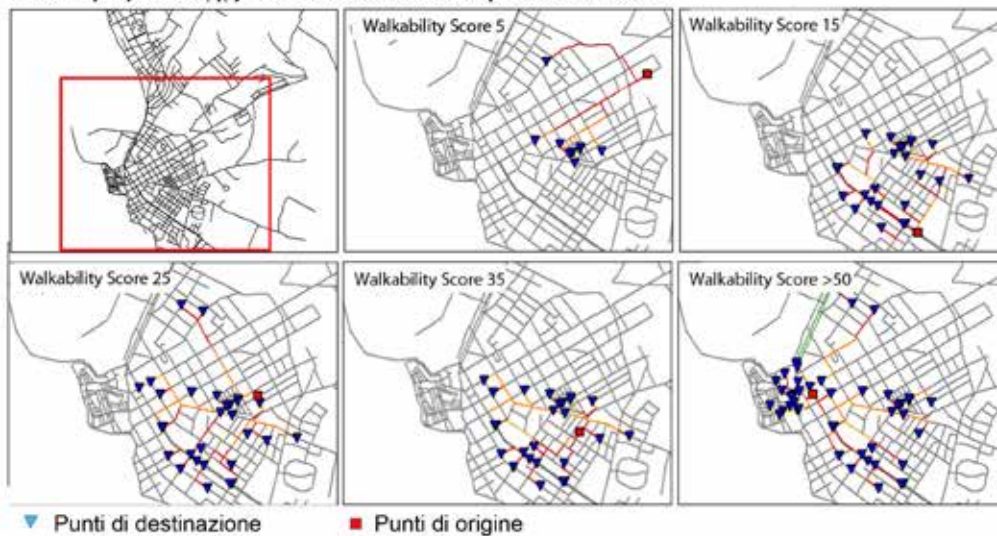 Walkability Score 5
Walkability Score 15
Walkability Score 25
Walkability Score 35
Walkability Score >50
Punti di destinazione
Punti di origine